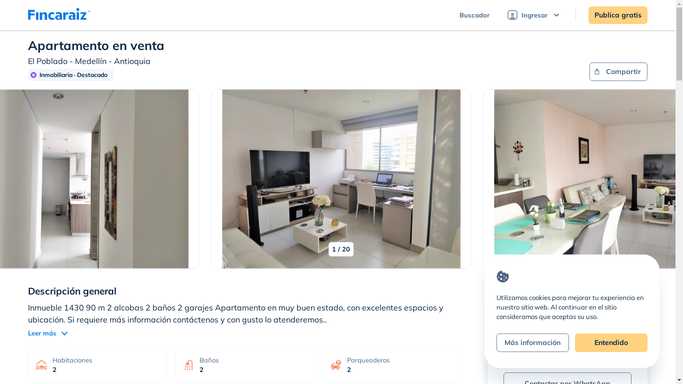 Fincaraiz
Buscador
Ingresar
Publica gratis
Apartamento en venta
El Poblado - Medellín - Antioquia
Inmobiliaria · Destacado
Compartir
1 / 20
Descripción general
Inmueble 1430 90 m 2 alcobas 2 baños 2 garajes Apartamento en muy buen estado, con excelentes espacios y
ubicación. Si requiere más información contáctenos y con gusto lo atenderemos..
Leer más
Habitaciones
2
Baños
2
Parqueaderos
2
Utilizamos cookies para mejorar tu experiencia en
nuestro sitio web. Al continuar en el sitio
consideramos que aceptas su uso.
Más información
Entendido
Contactar por WhatsApp